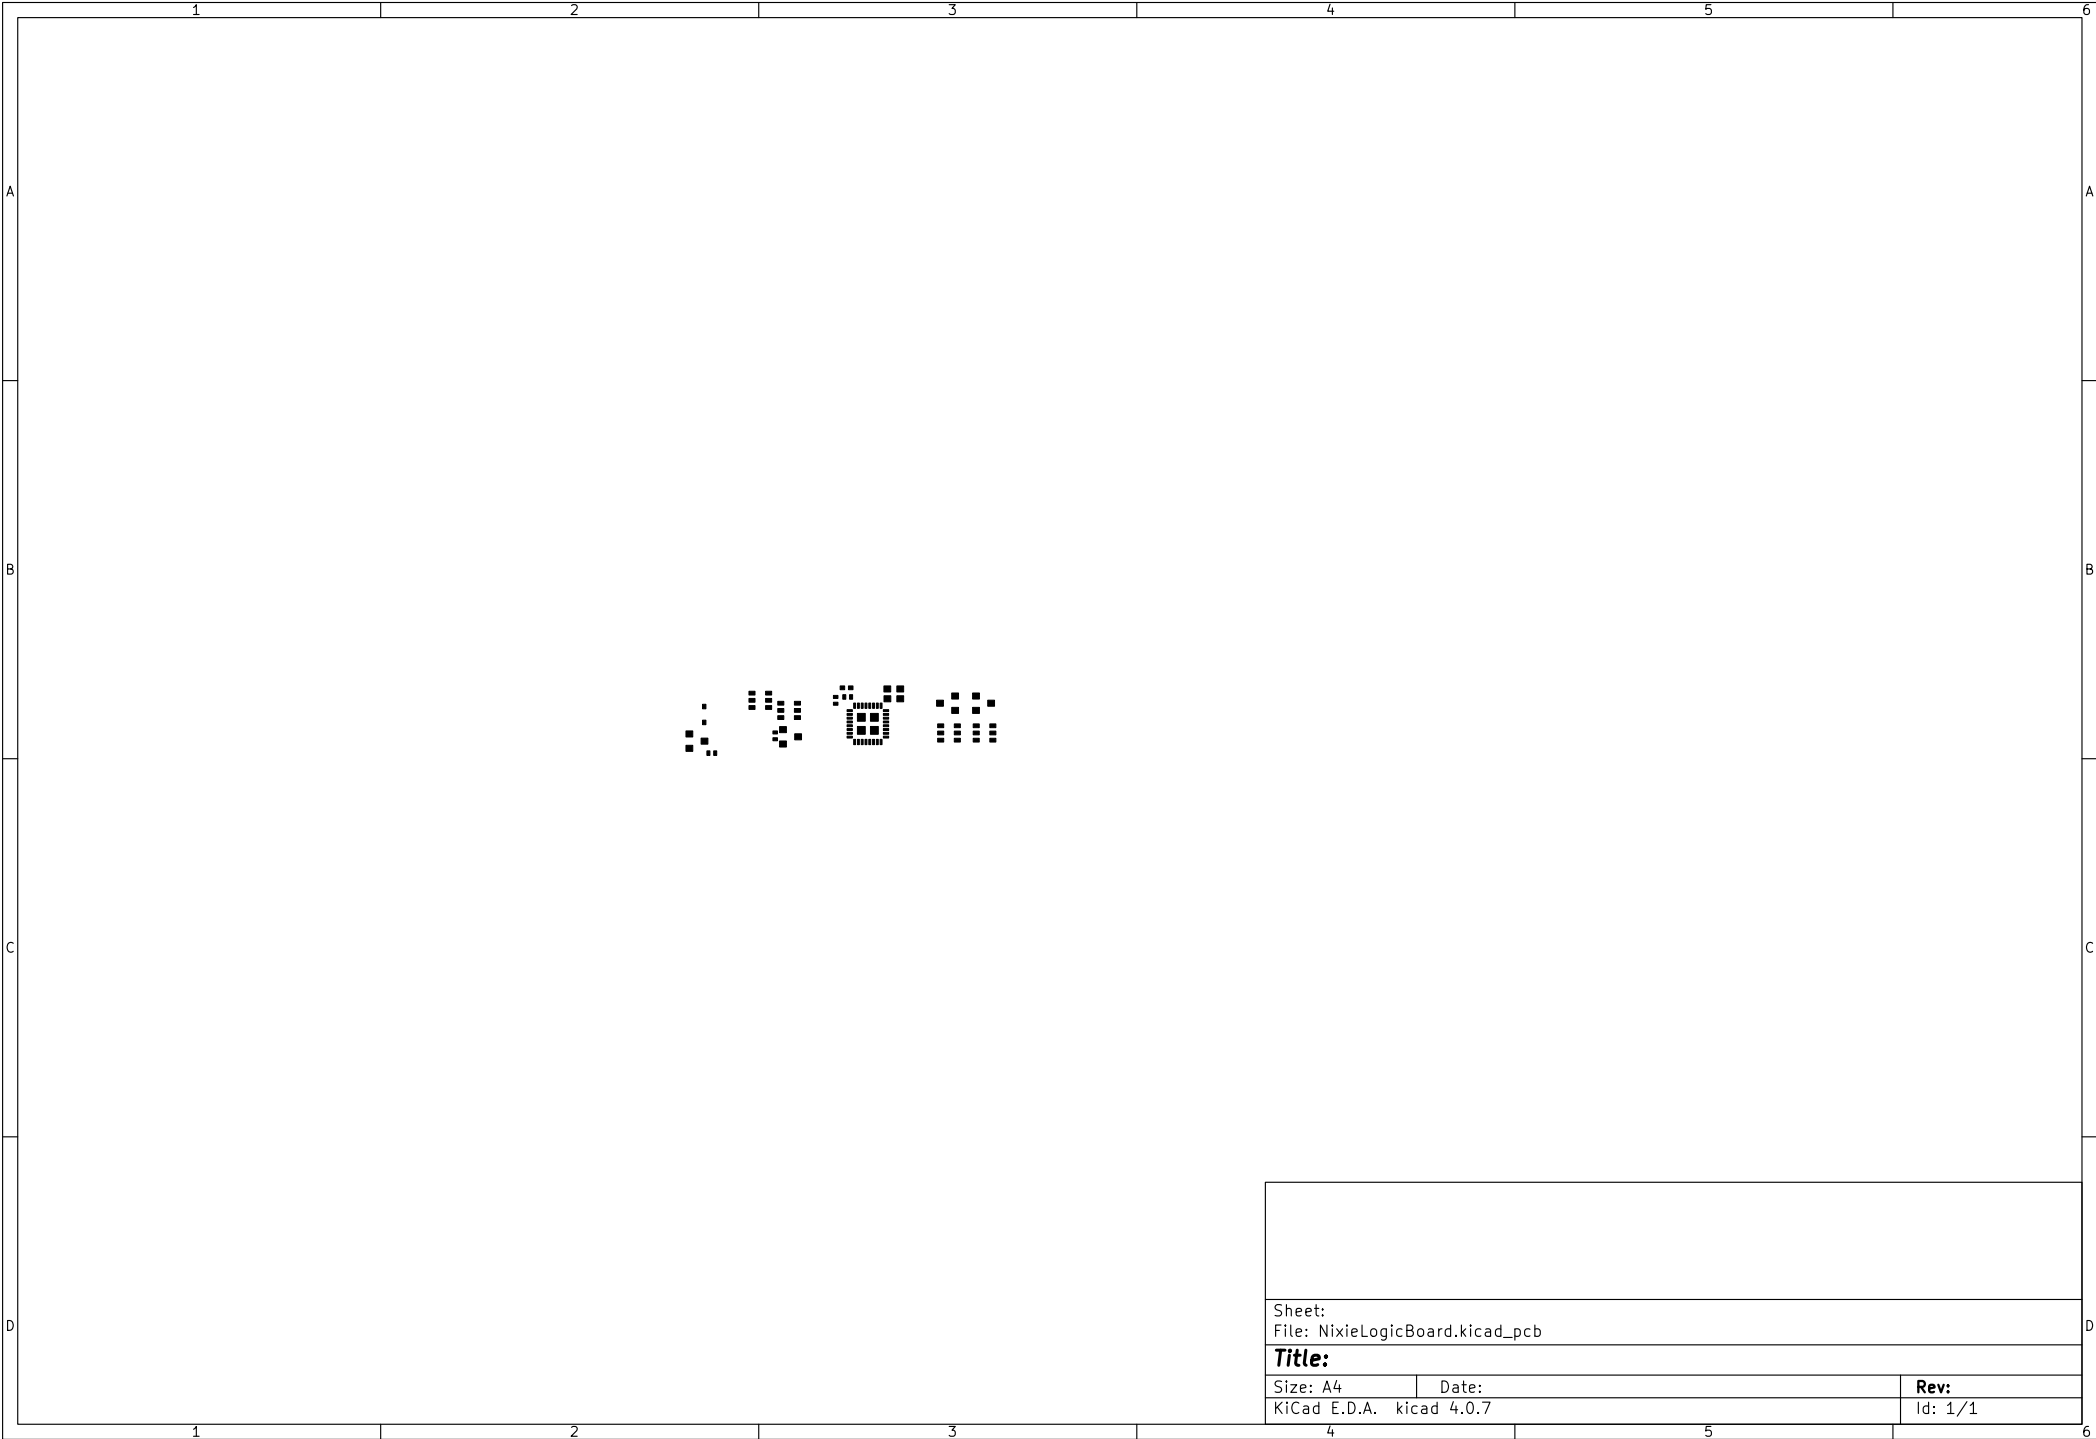 1 2 3 4 5 6
A A
B B
C C
Sheet:
D D
File: NixieLogicBoard.kicad_pcb
Title:
Size: A4 Date: Rev:
KiCad E.D.A. kicad 4.0.7 Id: 1/1
1 2 3 4 5 6